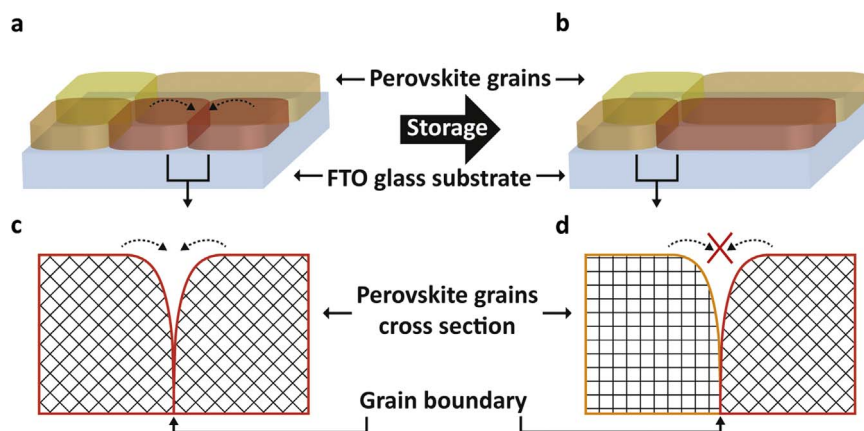 a
b
Perovskite grains
Storage
FTO glass substrate
c
d
Perovskite grains
cross section
Grain boundary